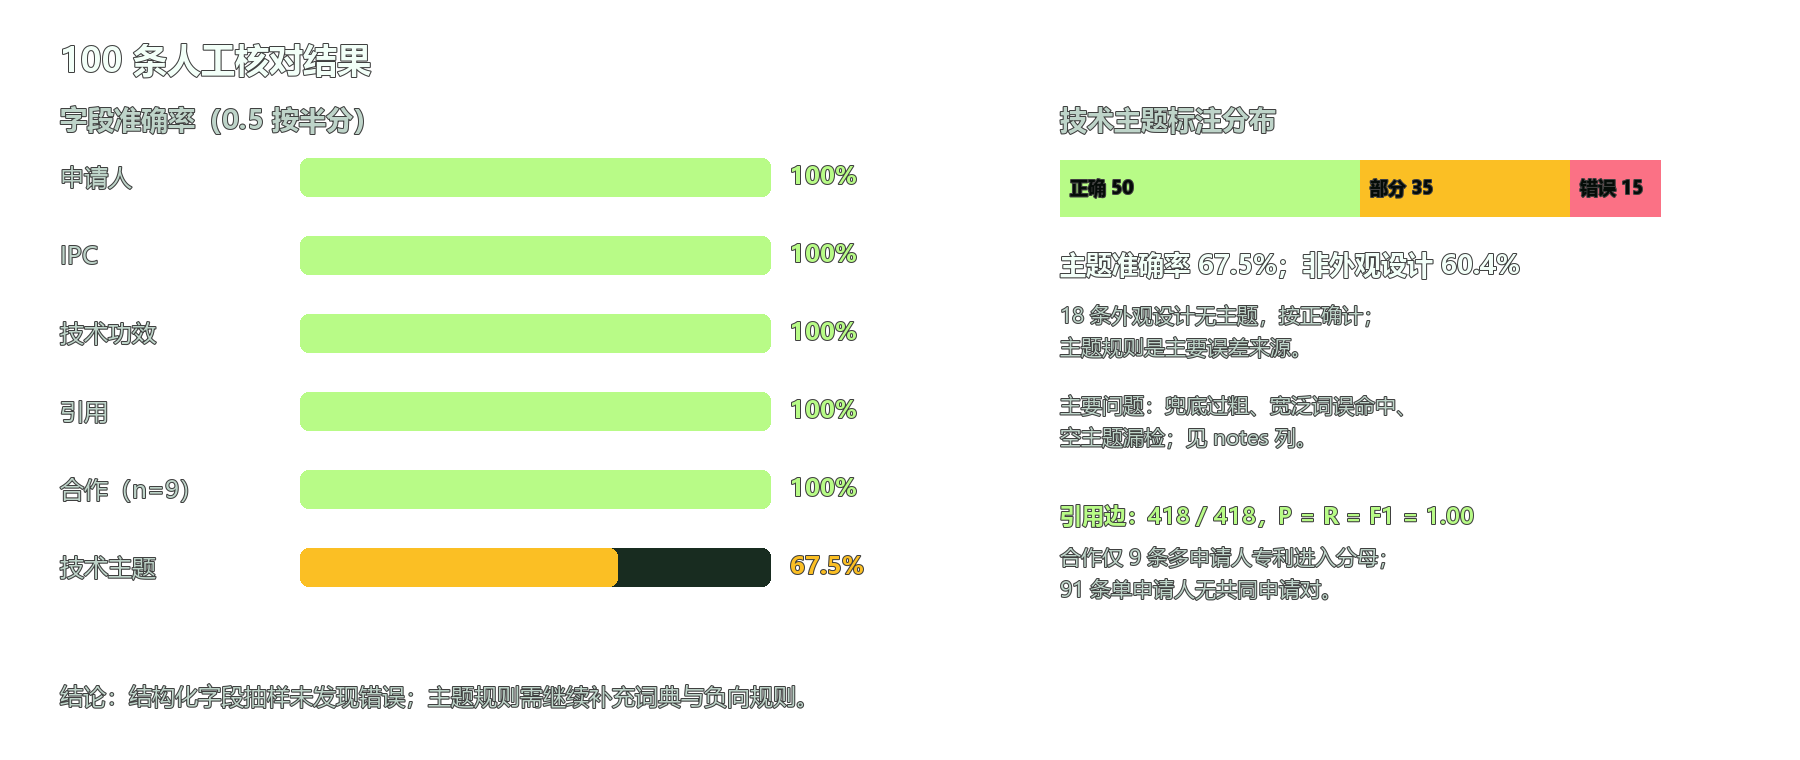 100 条人工核对结果
字段准确率（0.5 按半分）
申请人 100%
IPC 100%
技术功效 100%
引用 100%
合作（n=9） 100%
技术主题 67.5%
技术主题标注分布
正确 50 部分 35 错误 15
主题准确率 67.5%；非外观设计 60.4%
18 条外观设计无主题，按正确计；
主题规则是主要误差来源。
主要问题：兜底过粗、宽泛词误命中、
空主题漏检；见 notes 列。
引用边：418 / 418，P = R = F1 = 1.00
合作仅 9 条多申请人专利进入分母；
91 条单申请人无共同申请对。
结论：结构化字段抽样未发现错误；主题规则需继续补充词典与负向规则。